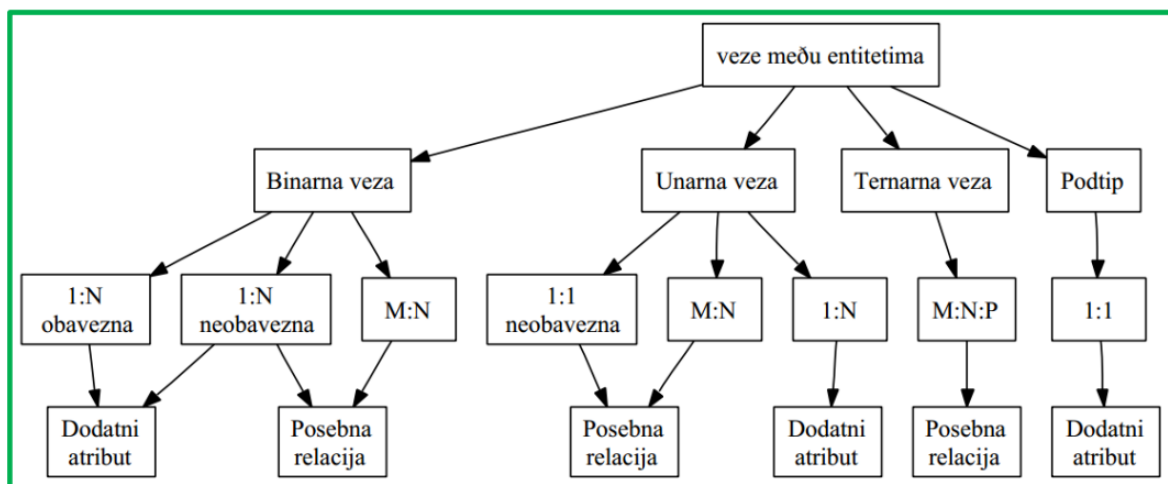 veze meðu entitetima
Binarna veza
Unarna veza
Ternarna veza
Podtip
1:N
obavezna
1:N
neobavezna
M:N
1:1
neobavezna
M:N
1:N
M:N:P
1:1
Dodatni
atribut
Posebna
relacija
Posebna
relacija
Dodatni
atribut
Posebna
relacija
Dodatni
atribut